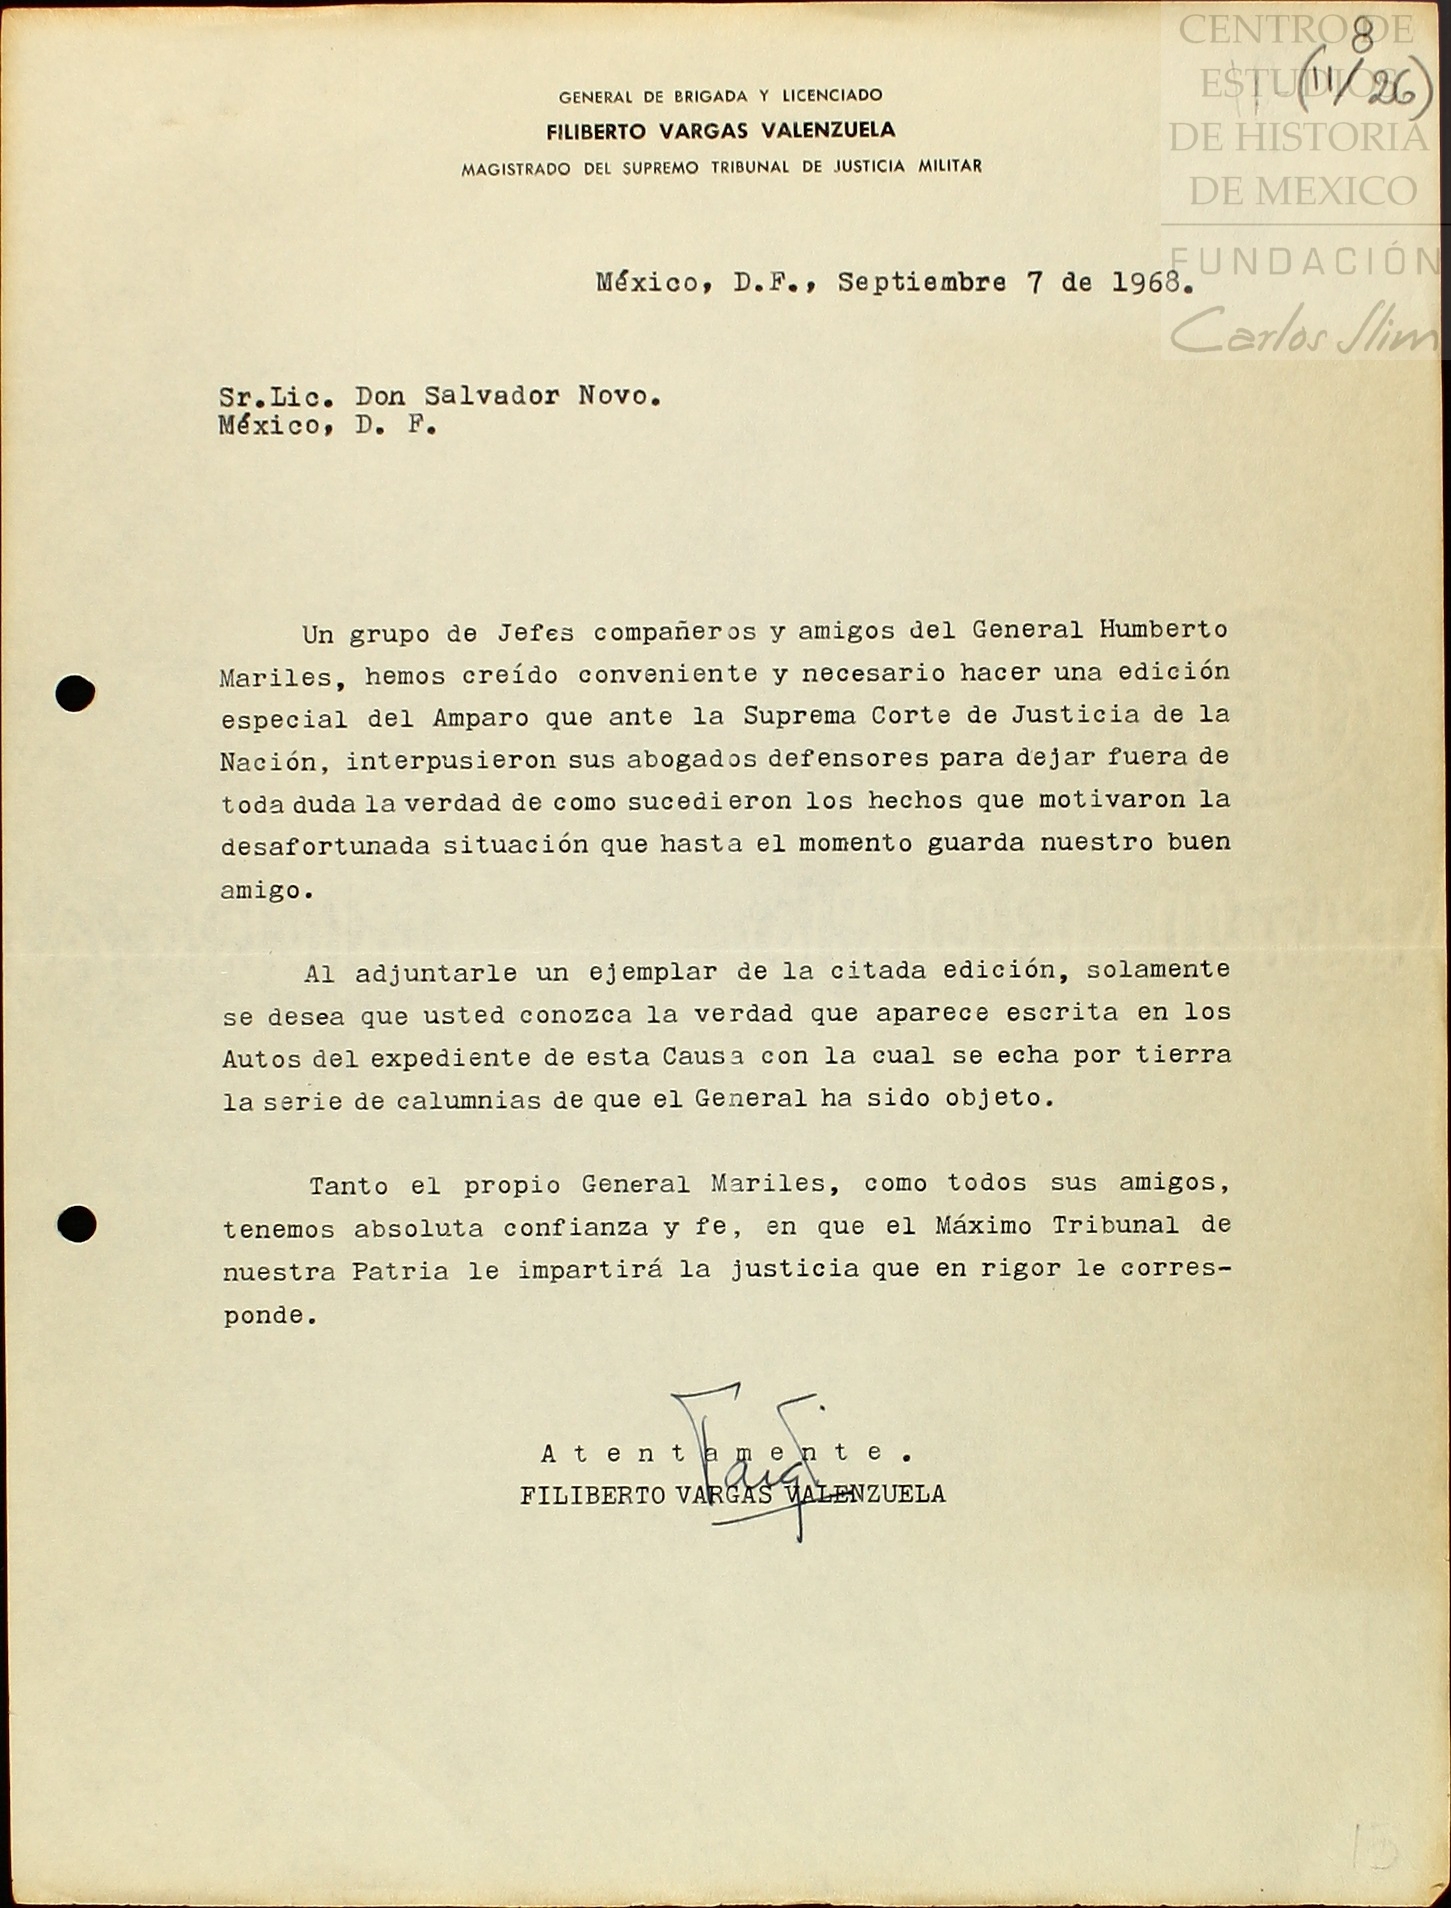 CENTRO DE
ESTUDIOS
DE HISTORIA
DE MEXICO
FUNDACIÓN
Carlos Slim
8
(11/26)
GENERAL DE BRIGADA Y LICENCIADO
FILIBERTO VARGAS VALENZUELA
MAGISTRADO DEL SUPREMO TRIBUNAL DE JUSTICIA MILITAR
México, D.F., Septiembre 7 de 1968.
Sr.Lic. Don Salvador Novo.
México, D. F.
Un grupo de Jefes compañeros y amigos del General Humberto
Mariles, hemos creído conveniente y necesario hacer una edición
especial del Amparo que ante la Suprema Corte de Justicia de la
Nación, interpusieron sus abogados defensores para dejar fuera de
toda duda la verdad de como sucedieron los hechos que motivaron la
desafortunada situación que hasta el momento guarda nuestro buen
amigo.
Al adjuntarle un ejemplar de la citada edición, solamente
se desea que usted conozca la verdad que aparece escrita en los
Autos del expediente de esta Causa con la cual se echa por tierra
la serie de calumnias de que el General ha sido objeto.
Tanto el propio General Mariles, como todos sus amigos,
tenemos absoluta confianza y fe, en que el Máximo Tribunal de
nuestra Patria le impartirá la justicia que en rigor le corres-
ponde.
A t e n t a m e n t e .
FILIBERTO VARGAS VALENZUELA
15